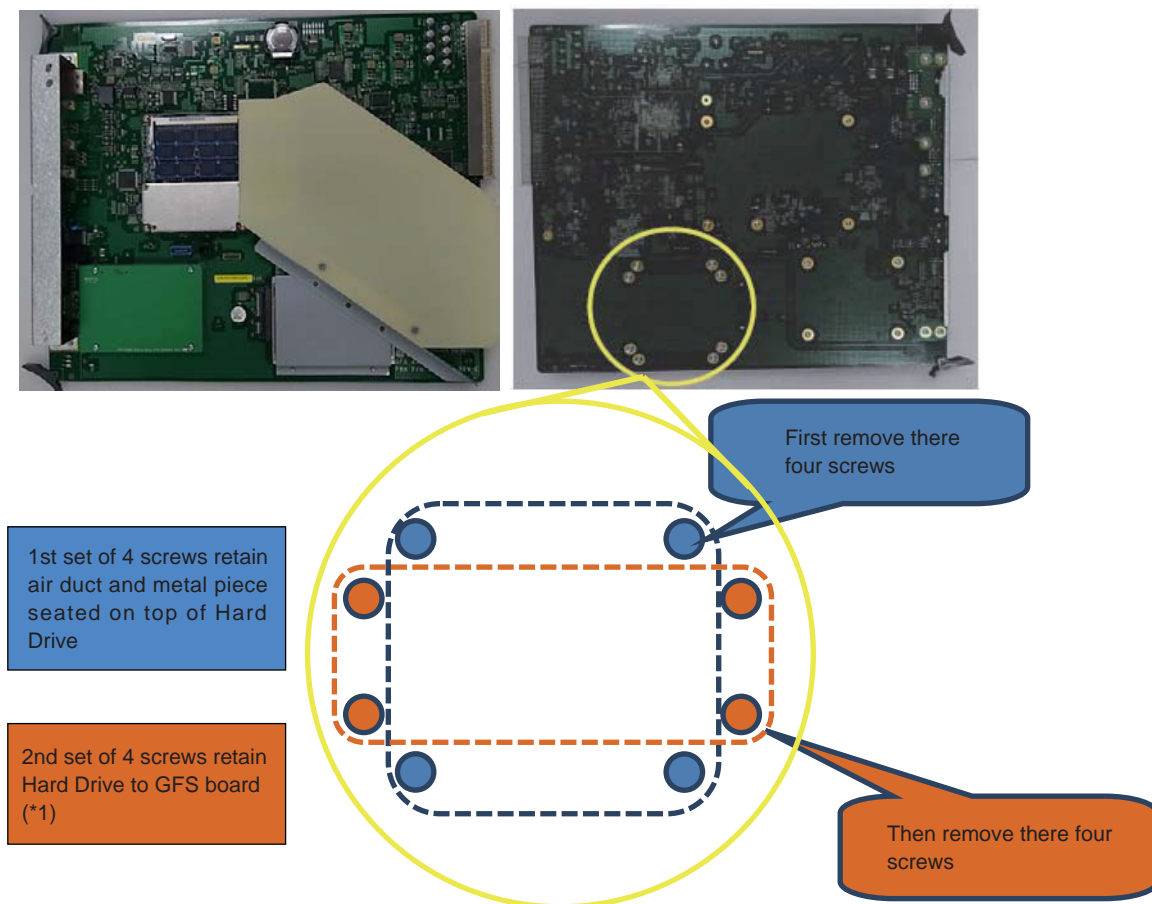 First remove there
four screws
1st set of 4 screws retain
air duct and metal piece
seated on top of Hard
Drive
2nd set of 4 screws retain
Hard Drive to GFS board
(*1)
Then remove there four
screws